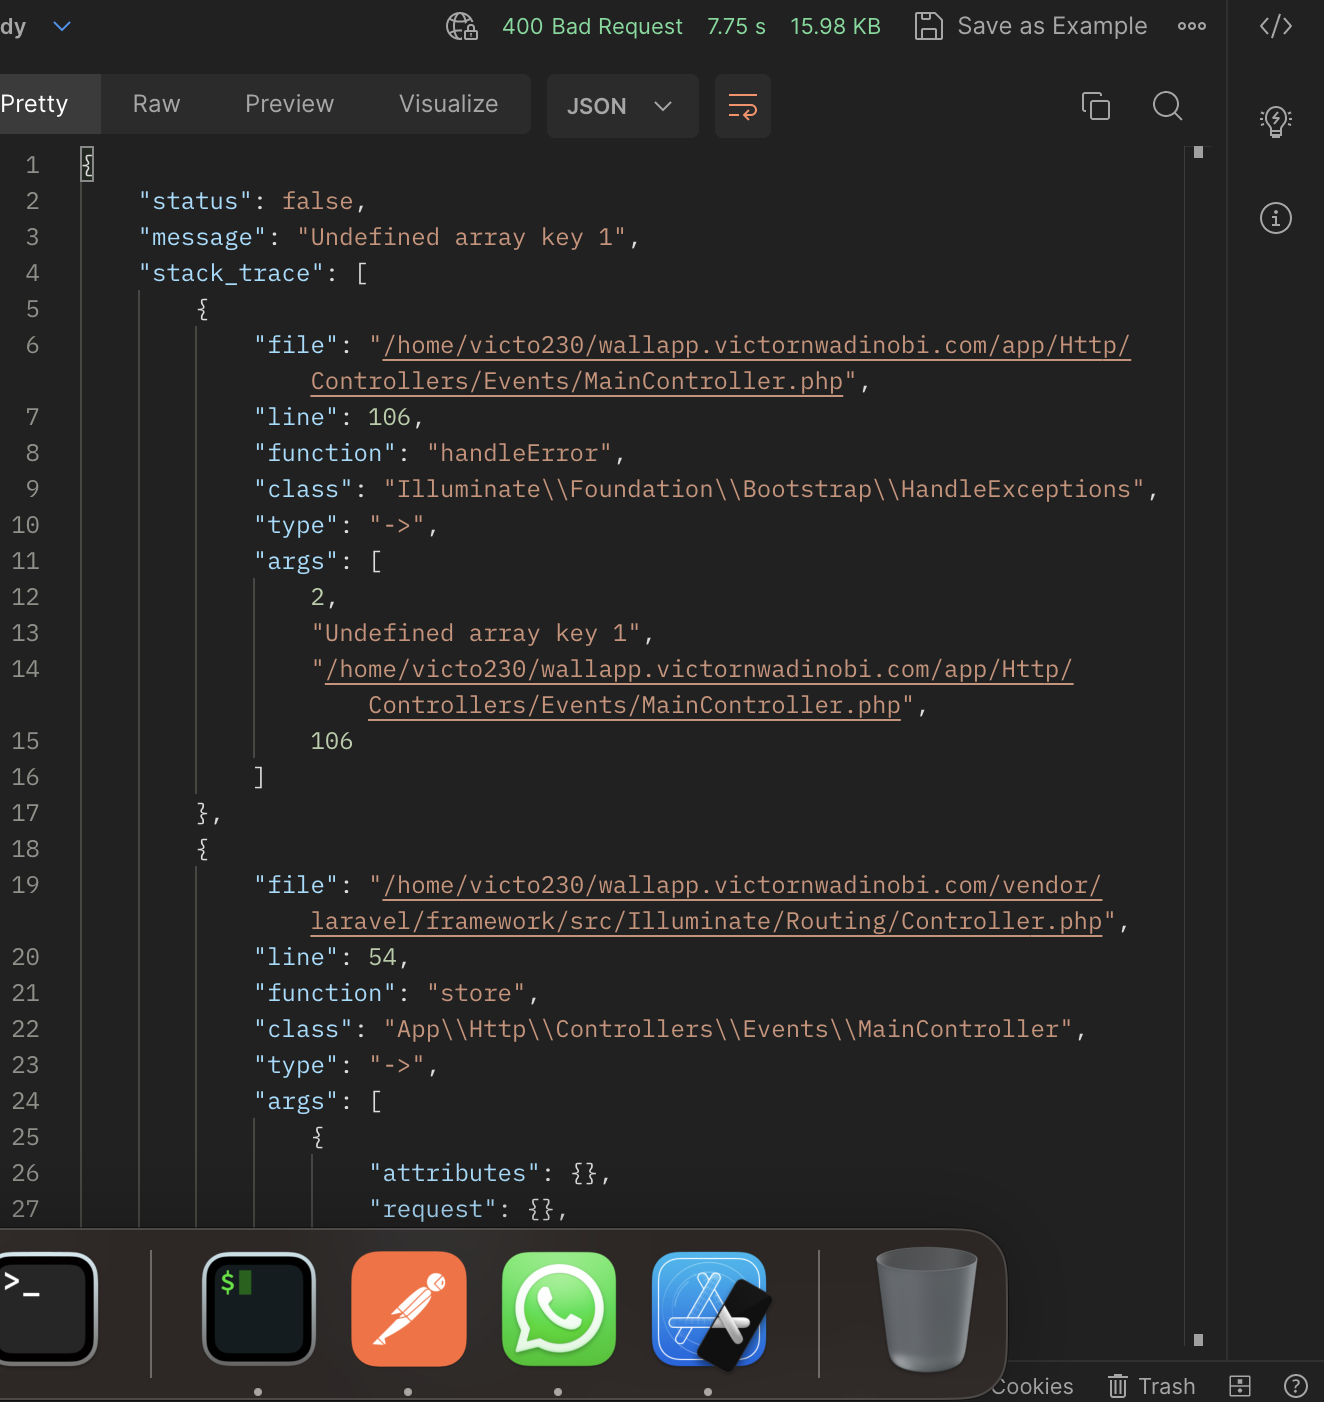 dy
400 Bad Request 7.75 s 15.98 KB Save as Example
Pretty Raw Preview Visualize JSON
1 {
2 "status": false,
3 "message": "Undefined array key 1",
4 "stack_trace": [
5 {
6 "file": "/home/victo230/wallapp.victornwadinobi.com/app/Http/
Controllers/Events/MainController.php",
7 "line": 106,
8 "function": "handleError",
9 "class": "Illuminate\\Foundation\\Bootstrap\\HandleExceptions",
10 "type": "->",
11 "args": [
12 2,
13 "Undefined array key 1",
14 "/home/victo230/wallapp.victornwadinobi.com/app/Http/
Controllers/Events/MainController.php",
15 106
16 ]
17 },
18 {
19 "file": "/home/victo230/wallapp.victornwadinobi.com/vendor/
laravel/framework/src/Illuminate/Routing/Controller.php",
20 "line": 54,
21 "function": "store",
22 "class": "App\\Http\\Controllers\\Events\\MainController",
23 "type": "->",
24 "args": [
25 {
26 "attributes": {},
27 "request": {},
>_
$
Cookies Trash